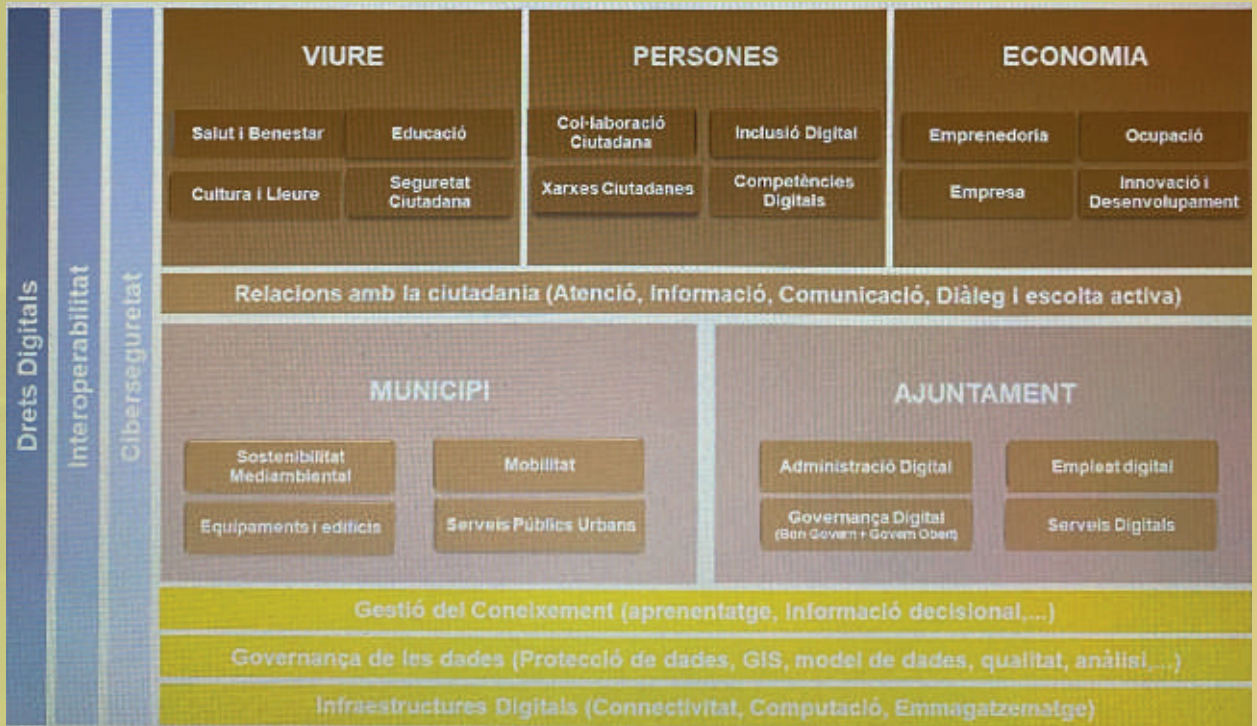 Drets Digitals
Interoperabilitat
Ciberseguretat
VIURE
Salut i Benestar
Educació
Cultura i Lleure
Seguretat
Ciutadana
PERSONES
Col·laboració
Ciutadana
Inclusió Digital
Xarxes Ciutadanes
Competències
Digitals
ECONOMIA
Emprenedoria
Ocupació
Empresa
Innovació i
Desenvolupament
Relacions amb la ciutadania (Atenció, Informació, Comunicació, Diàleg i escolta activa)
MUNICIPI
Sostenibilitat
Mediambiental
Mobilitat
Equipaments i edificis
Serveis Públics Urbans
AJUNTAMENT
Administració Digital
Empleat digital
Governança Digital
(Bon Govern + Govern Obert)
Serveis Digitals
Gestió del Coneixement (aprenentatge, Informació decisional,...)
Governança de les dades (Protecció de dades, GIS, model de dades, qualitat, anàlisi,...)
Infraestructures Digitals (Connectivitat, Computació, Emmagatzematge)